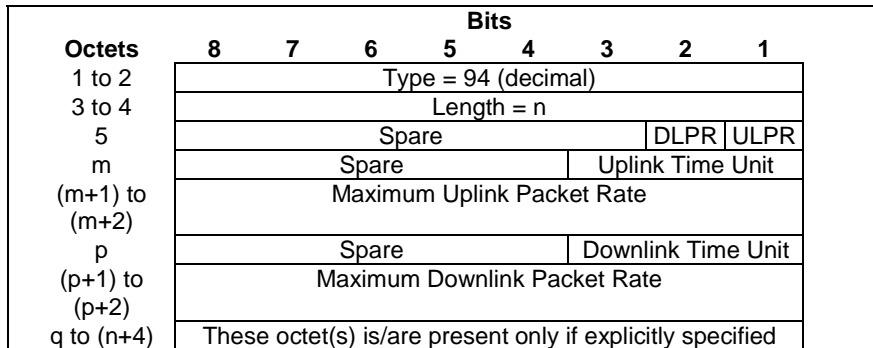 Bits
Octets 8 7 6 5 4 3 2 1
1 to 2 Type = 94 (decimal)
3 to 4 Length = n
5 Spare DLPR ULPR
m Spare Uplink Time Unit
(m+1) to Maximum Uplink Packet Rate
(m+2)
p Spare Downlink Time Unit
(p+1) to Maximum Downlink Packet Rate
(p+2)
q to (n+4) These octet(s) is/are present only if explicitly specified